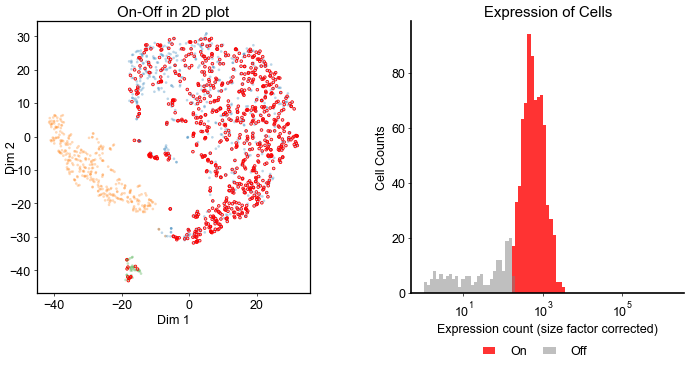 On-Off in 2D plot
Dim 2
30
20
10
0
−10
−20
−30
−40
−40
−20
0
20
Dim 1
Expression of Cells
Cell Counts
80
60
40
20
0
10¹
10³
10⁵
Expression count (size factor corrected)
On
Off